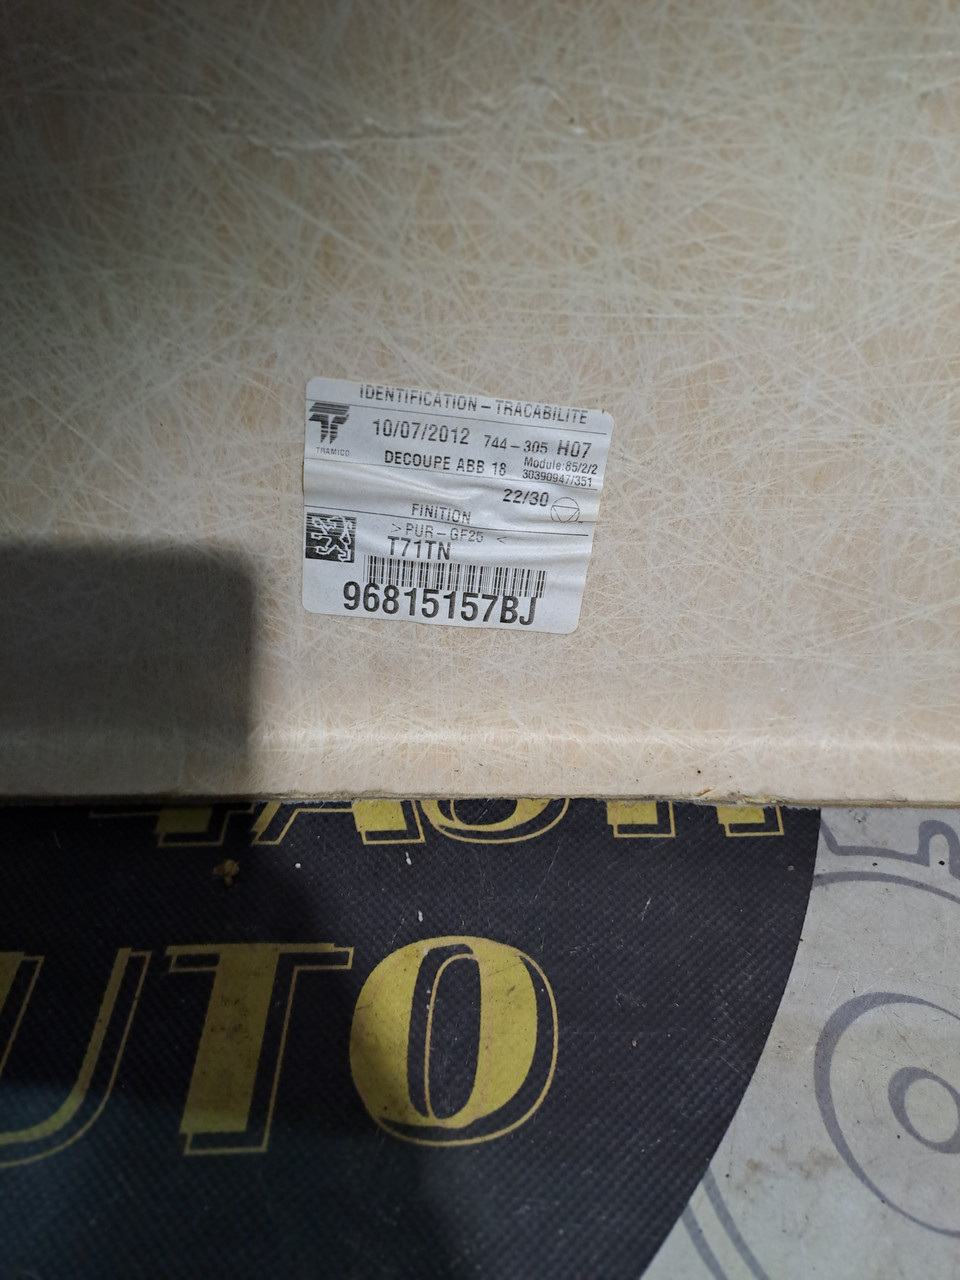 IDENTIFICATION - TRACABILITE
TRAMICO
10/07/2012 744-305 H07
DECOUPE ABB 18
Module:85/2/2
30390947/351
22/30
FINITION
>PUR-GF25 <
T71TN
96815157BJ
UTO